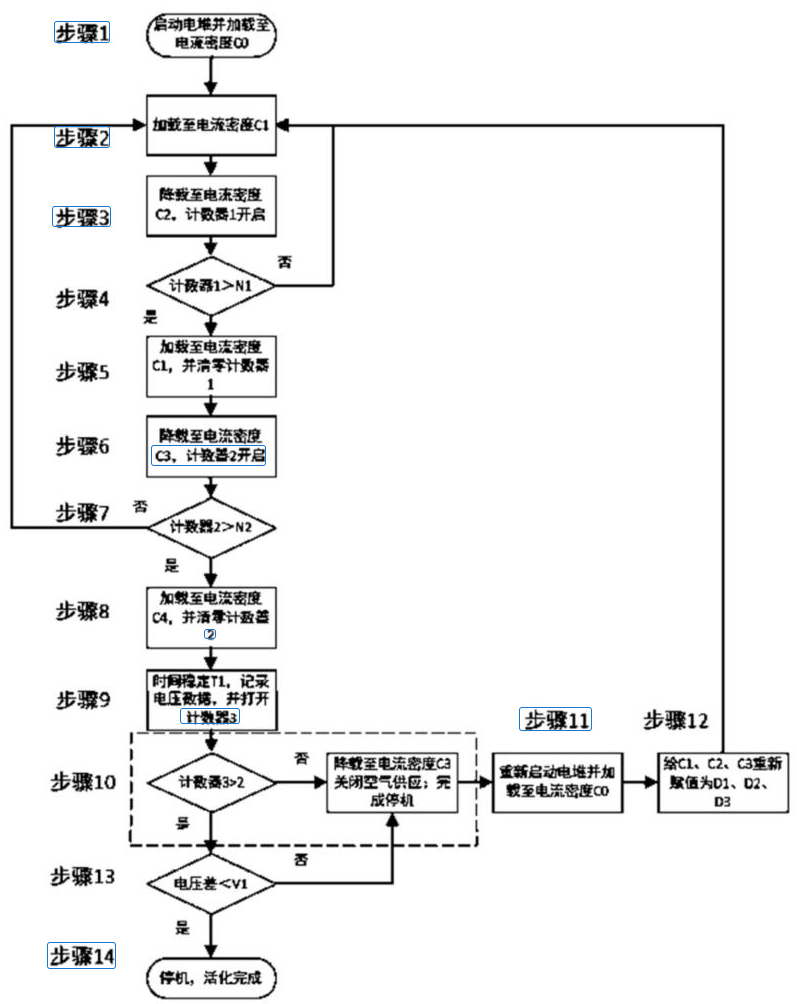 步骤1
启动电堆并加载至
电流密度C0
步骤2
加载至电流密度C1
步骤3
降载至电流密度
C2，计数器1开启
否
步骤4
计数器1＞N1
是
步骤5
加载至电流密度
C1，并清零计数器
1
步骤6
降载至电流密度
C3，计数器2开启
步骤7
否
计数器2＞N2
是
步骤8
加载至电流密度
C4，并清零计数器
2
步骤9
时间稳定T1，记录
电压数据，并打开
计数器3
步骤11
步骤12
步骤10
计数器3>2
否
降载至电流密度C3
关闭空气供应；完
成停机
重新启动电堆并加
载至电流密度C0
给C1、C2、C3重新
赋值为D1、D2、
D3
是
步骤13
电压差＜V1
否
是
步骤14
停机，活化完成